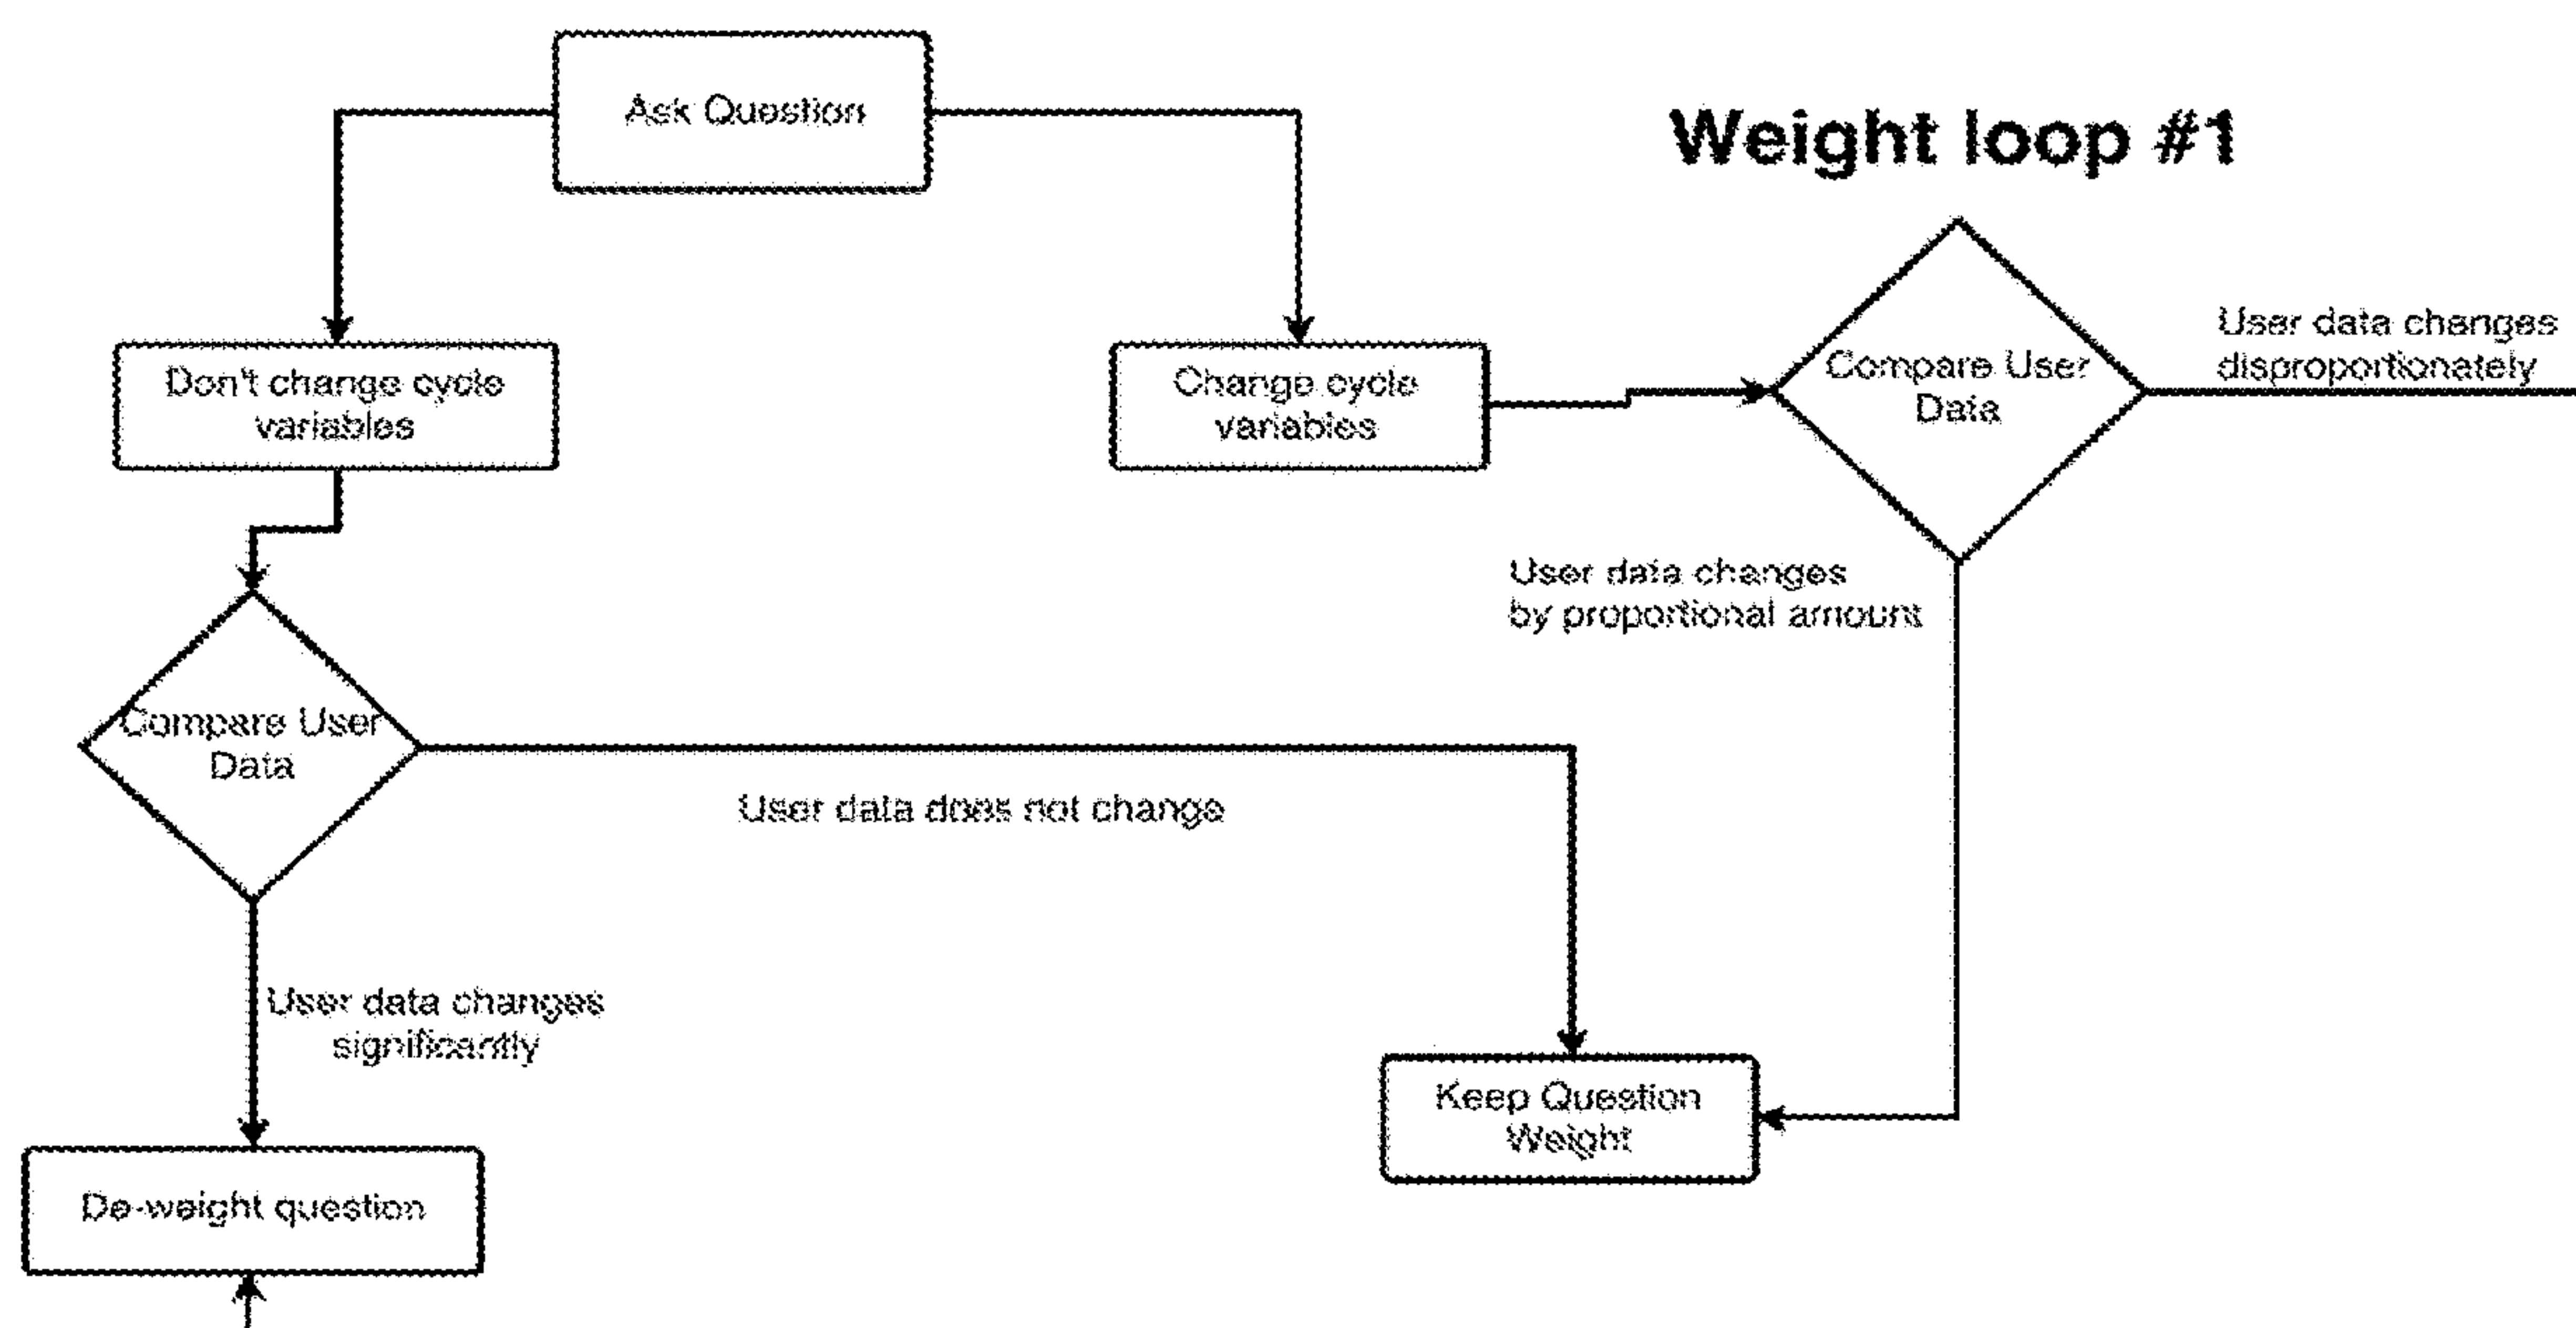 Ask Question
Weight loop #1
Don't change cycle
variables
Change cycle
variables
Compare User
Data
User data changes
disproportionately
User data changes
by proportional amount
Compare User
Data
User data does not change
User data changes
significantly
Keep Question
Weight
De-weight question